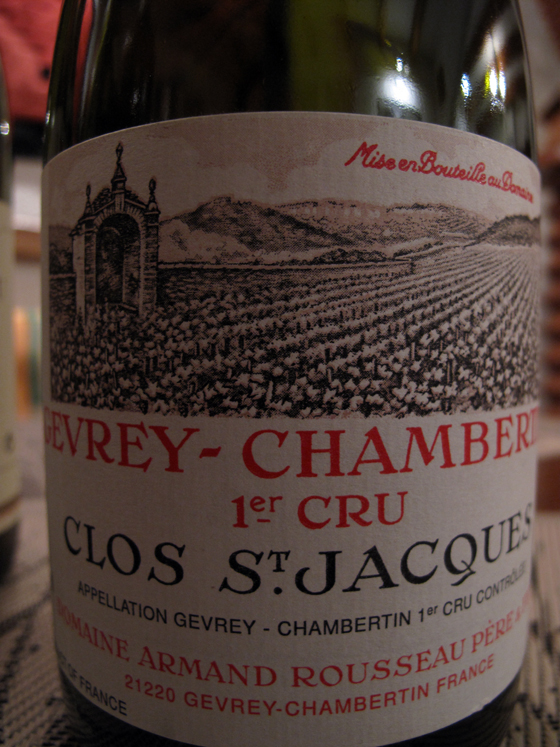 Mise en Bouteille au Domaine
GEVREY-CHAMBERT
1er CRU
CLOS ST. JACQUES
APPELLATION GEVREY - CHAMBERTIN 1er CRU CONTRÔLÉE
DOMAINE ARMAND ROUSSEAU PÈRE &
21220 GEVREY-CHAMBERTIN FRANCE
OF FRANCE